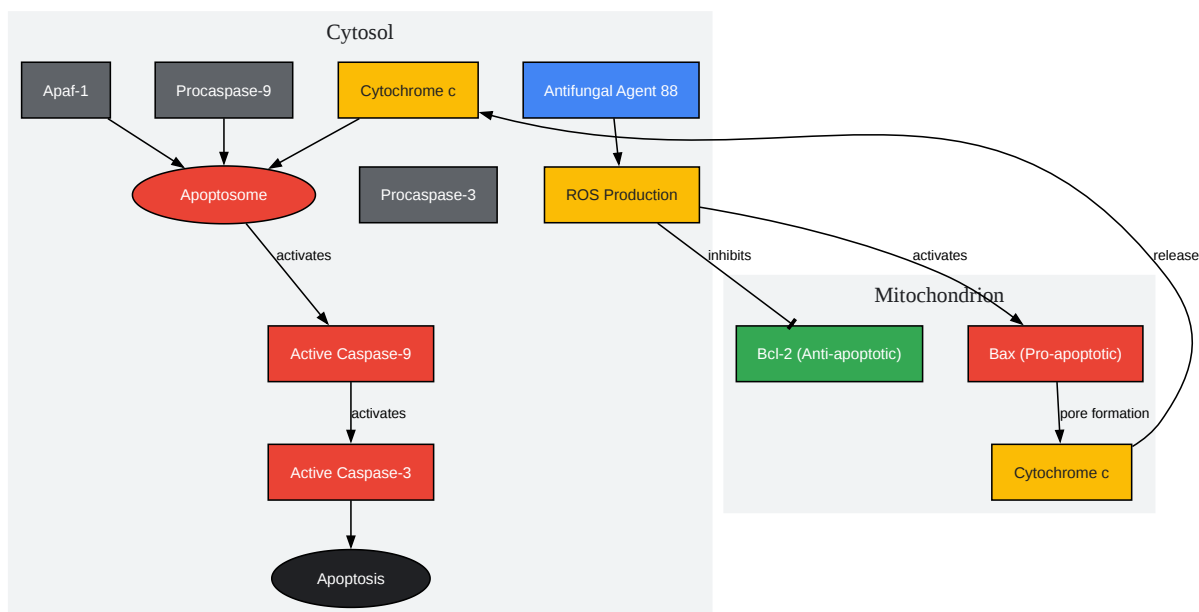 Cytosol
Apaf-1
Procaspase-9
Cytochrome c
Antifungal Agent 88
Apoptosome
Procaspase-3
ROS Production
activates
inhibits
activates
release
Mitochondrion
Active Caspase-9
Bcl-2 (Anti-apoptotic)
Bax (Pro-apoptotic)
activates
pore formation
Active Caspase-3
Cytochrome c
Apoptosis